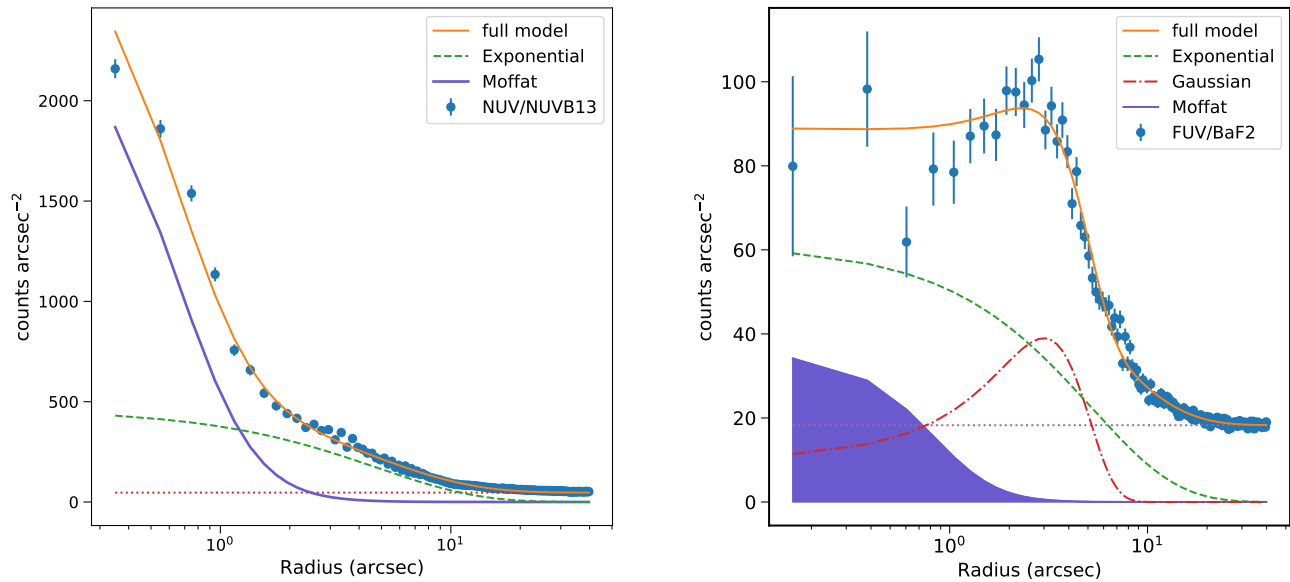 full model
Exponential
Moffat
NUV/NUVB13
2000
1500
1000
500
0
counts arcsec⁻²
10⁰
10¹
Radius (arcsec)
full model
Exponential
Gaussian
Moffat
FUV/BaF2
100
80
60
40
20
0
counts arcsec⁻²
10⁰
10¹
Radius (arcsec)